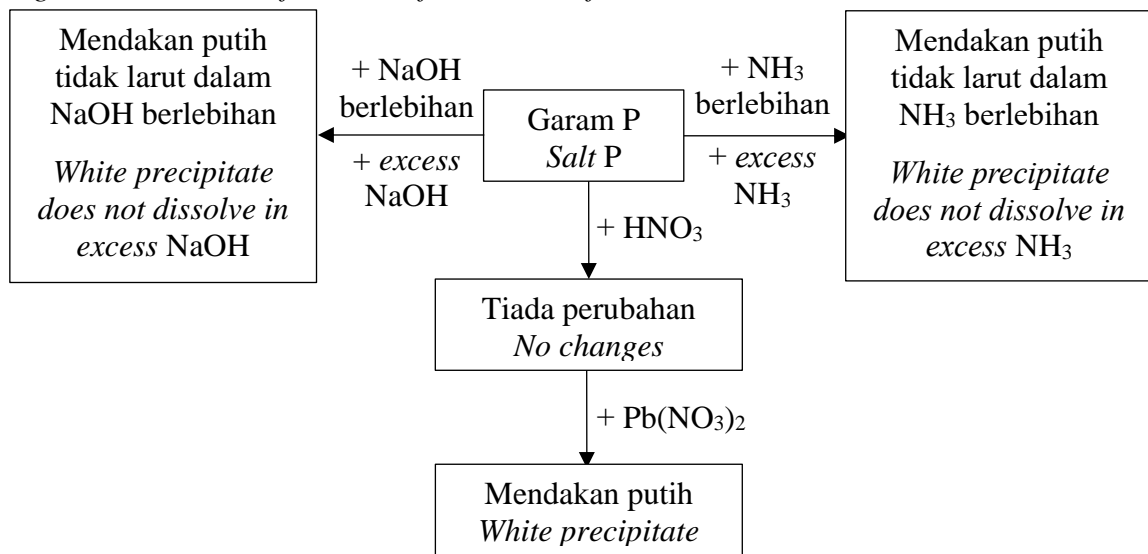 Mendakan putih
tidak larut dalam
NaOH berlebihan
White precipitate
does not dissolve in
excess NaOH
+ NaOH
berlebihan
+ excess
NaOH
Garam P
Salt P
+ NH3
berlebihan
+ excess
NH3
Mendakan putih
tidak larut dalam
NH3 berlebihan
White precipitate
does not dissolve in
excess NH3
+ HNO3
Tiada perubahan
No changes
+ Pb(NO3)2
Mendakan putih
White precipitate